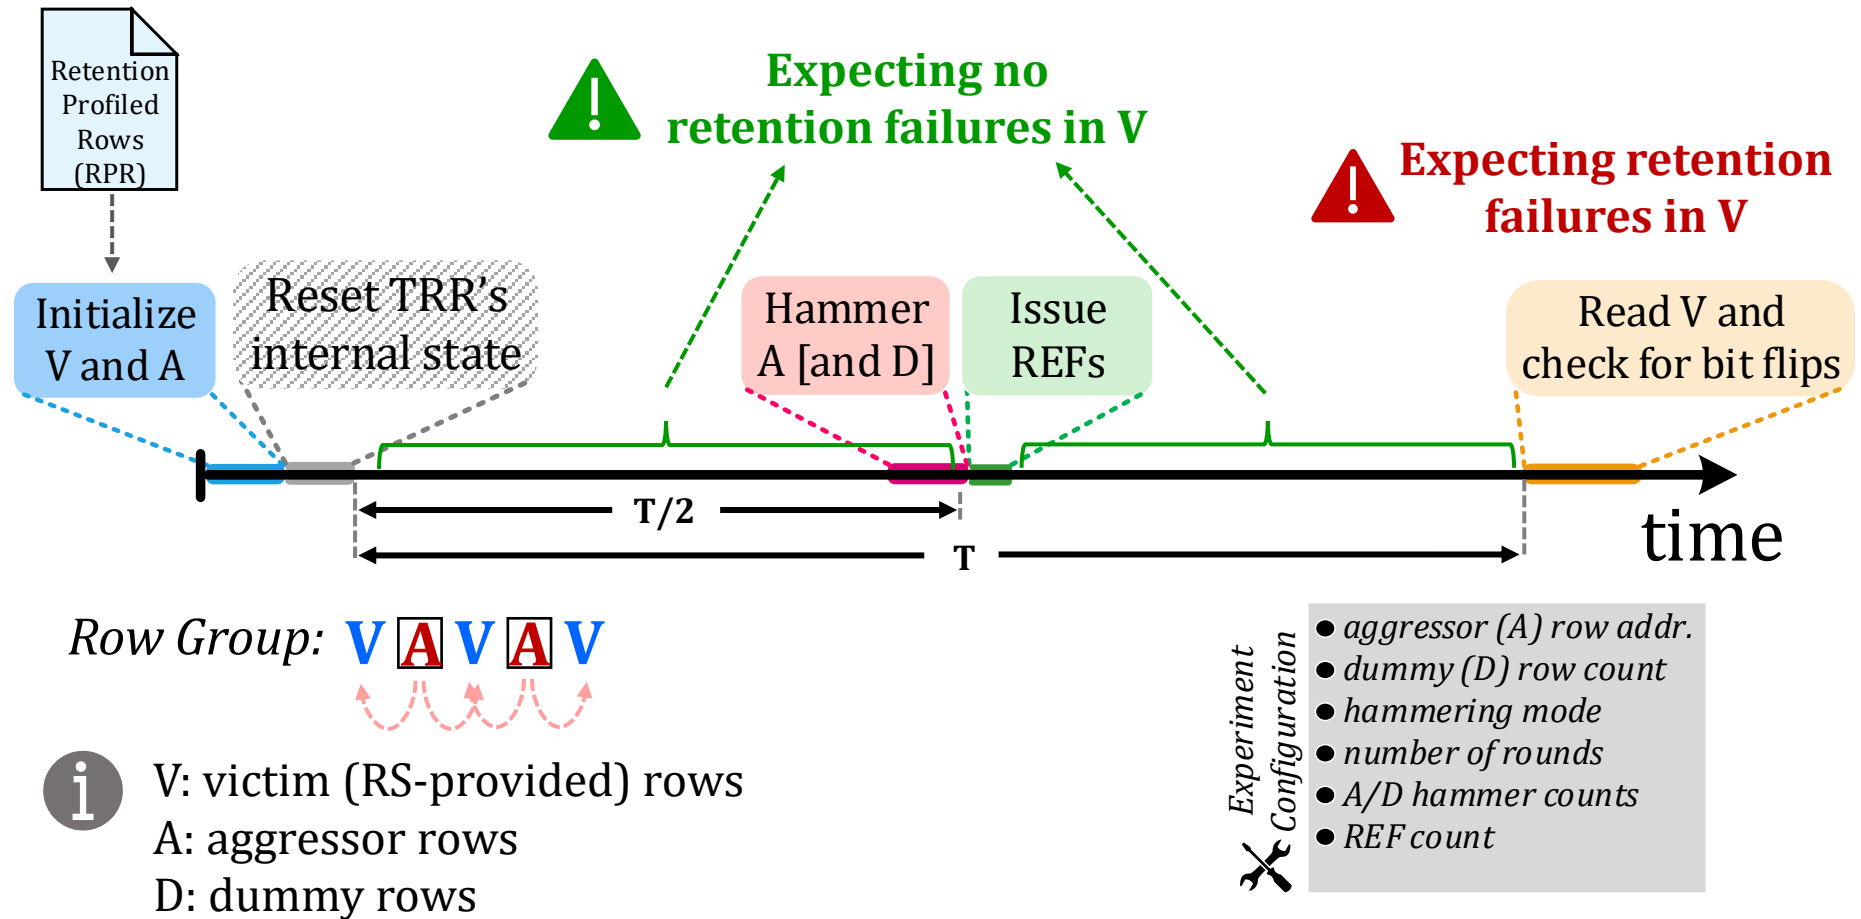 Retention
Profiled
Rows
(RPR)
Expecting no
retention failures in V
Expecting retention
failures in V
Initialize
V and A
Reset TRR’s
internal state
Hammer
A [and D]
Issue
REFs
Read V and
check for bit flips
T/2
T
time
Row Group: V A V A V
i
V: victim (RS-provided) rows
A: aggressor rows
D: dummy rows
Experiment
Configuration
● aggressor (A) row addr.
● dummy (D) row count
● hammering mode
● number of rounds
● A/D hammer counts
● REF count